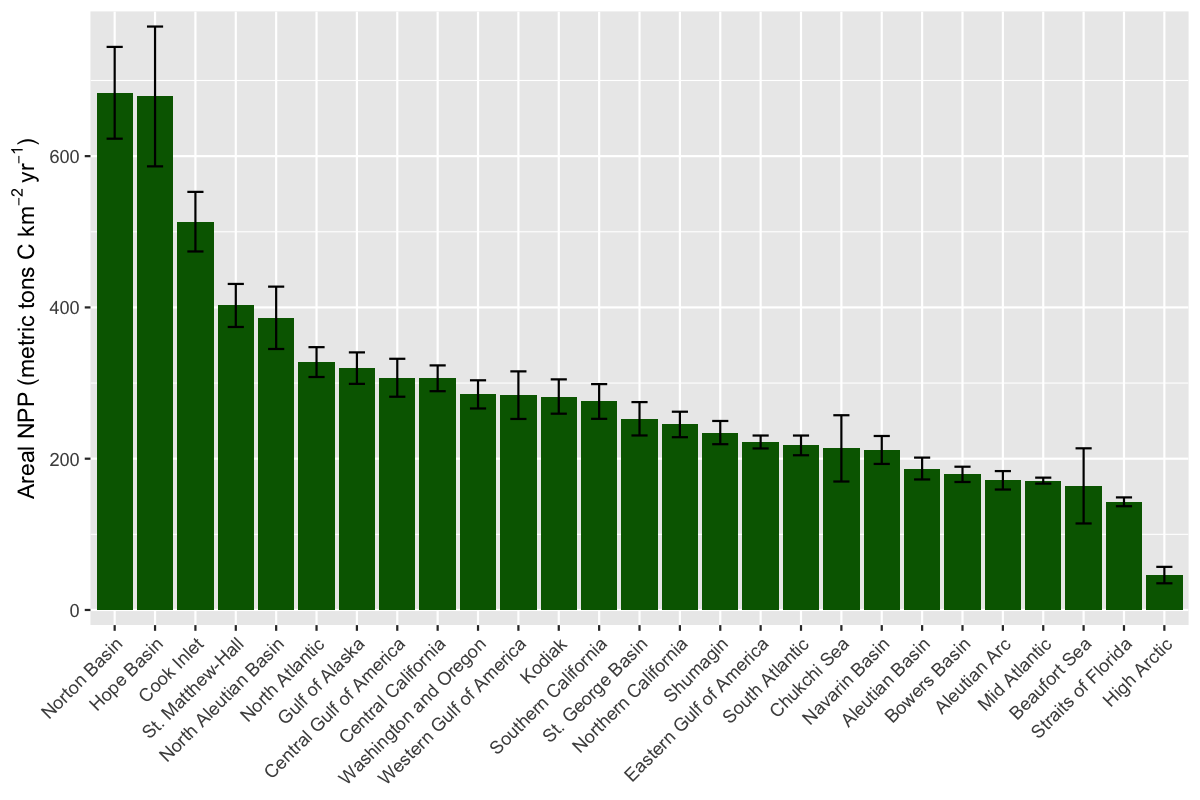 Areal NPP (metric tons C km−2 yr−1)
600
400
200
0
Norton Basin
Hope Basin
Cook Inlet
St. Matthew-Hall
North Aleutian Basin
North Atlantic
Gulf of Alaska
Central Gulf of America
Central California
Washington and Oregon
Western Gulf of America
Kodiak
Southern California
St. George Basin
Northern California
Shumagin
Eastern Gulf of America
South Atlantic
Chukchi Sea
Navarin Basin
Aleutian Basin
Bowers Basin
Aleutian Arc
Mid Atlantic
Beaufort Sea
Straits of Florida
High Arctic